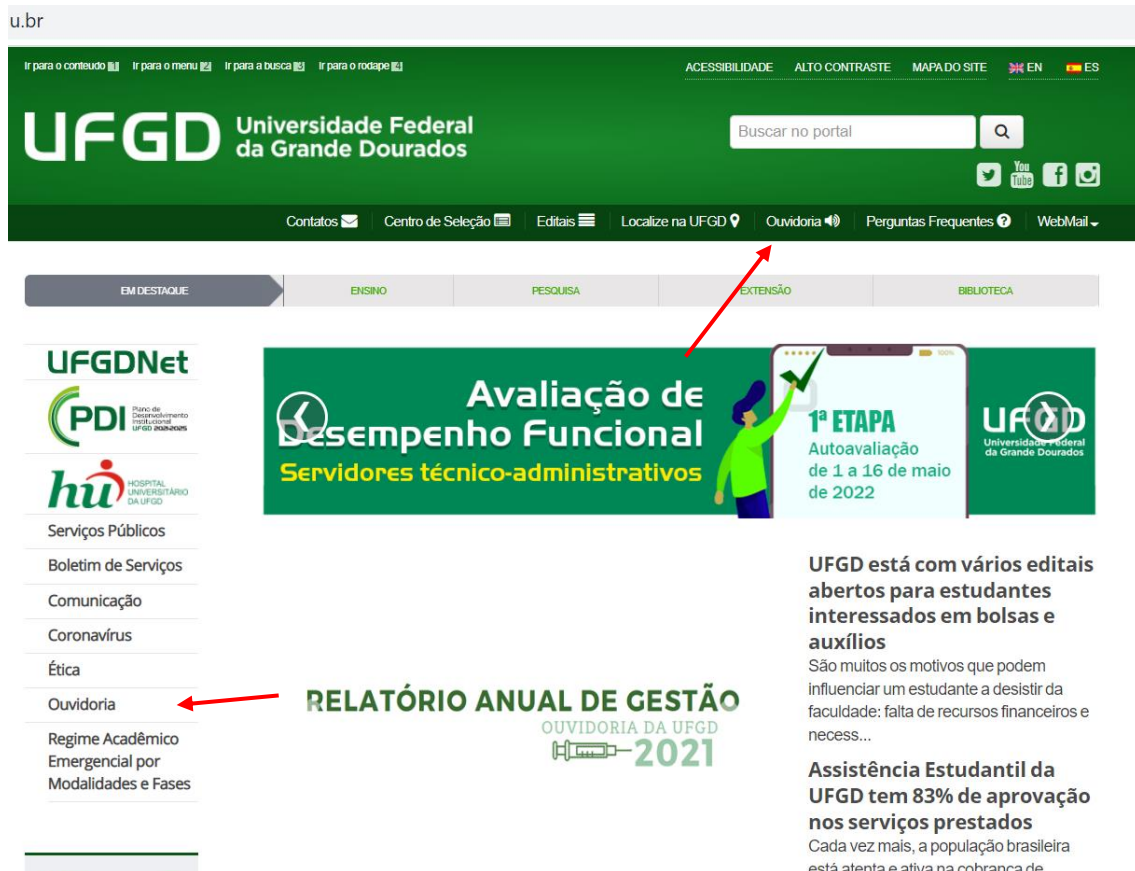 u.br
Ir para o conteudo 1 Ir para o menu 2 Ir para a busca 3 Ir para o rodape 4
ACESSIBILIDADE ALTO CONTRASTE MAPA DO SITE EN ES
UFGD Universidade Federal
da Grande Dourados
Buscar no portal
You
Tube
Contatos Centro de Seleção Editais Localize na UFGD Ouvidoria Perguntas Frequentes WebMail
EM DESTAQUE ENSINO PESQUISA EXTENSÃO BIBLIOTECA
UFGDNet
PDI Plano de
Desenvolvimento
Institucional
UFGD 2021-2025
hu HOSPITAL
UNIVERSITÁRIO
DA UFGD
Serviços Públicos
Boletim de Serviços
Comunicação
Coronavírus
Ética
Ouvidoria
Regime Acadêmico
Emergencial por
Modalidades e Fases
Avaliação de
Desempenho Funcional
Servidores técnico-administrativos
100%
1ª ETAPA
Autoavaliação
de 1 a 16 de maio
de 2022
UFGD
Universidade Federal
da Grande Dourados
RELATÓRIO ANUAL DE GESTÃO
OUVIDORIA DA UFGD
2021
UFGD está com vários editais
abertos para estudantes
interessados em bolsas e
auxílios
São muitos os motivos que podem
influenciar um estudante a desistir da
faculdade: falta de recursos financeiros e
necess...
Assistência Estudantil da
UFGD tem 83% de aprovação
nos serviços prestados
Cada vez mais, a população brasileira
está atenta e ativa na cobrança de